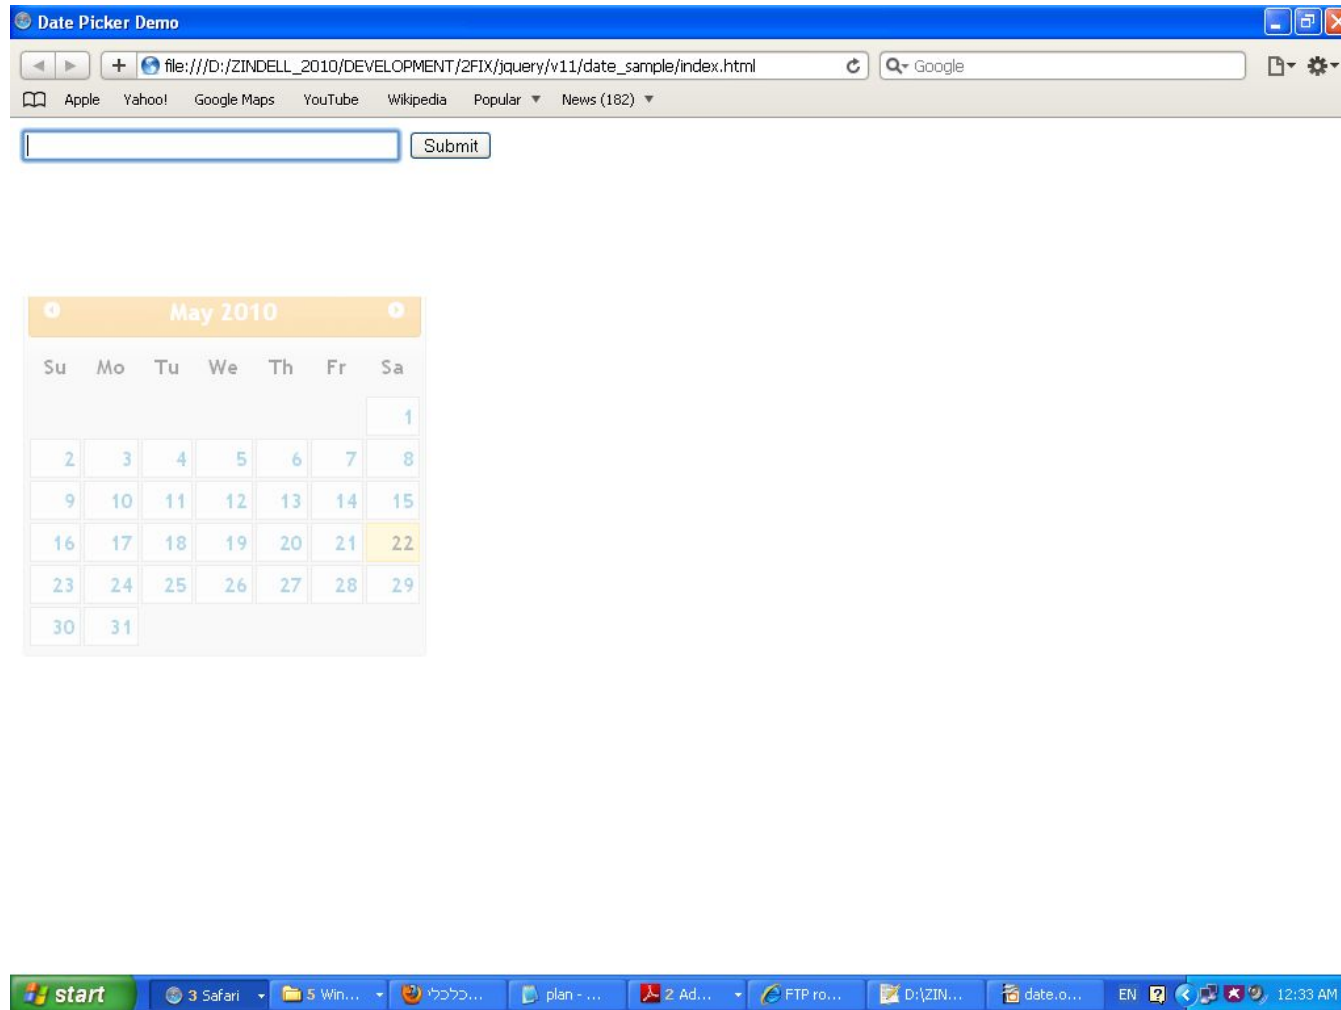 Date Picker Demo
file:///D:/ZINDELL_2010/DEVELOPMENT/2FIX/jquery/v11/date_sample/index.html Google
Apple Yahoo! Google Maps YouTube Wikipedia Popular ▼ News (182) ▼
Submit
May 2010
Su Mo Tu We Th Fr Sa
1
2 3 4 5 6 7 8
9 10 11 12 13 14 15
16 17 18 19 20 21 22
23 24 25 26 27 28 29
30 31
start 3 Safari 5 Win... כלכלי... plan - ... 2 Ad... FTP ro... D:\ZIN... date.o... EN 12:33 AM